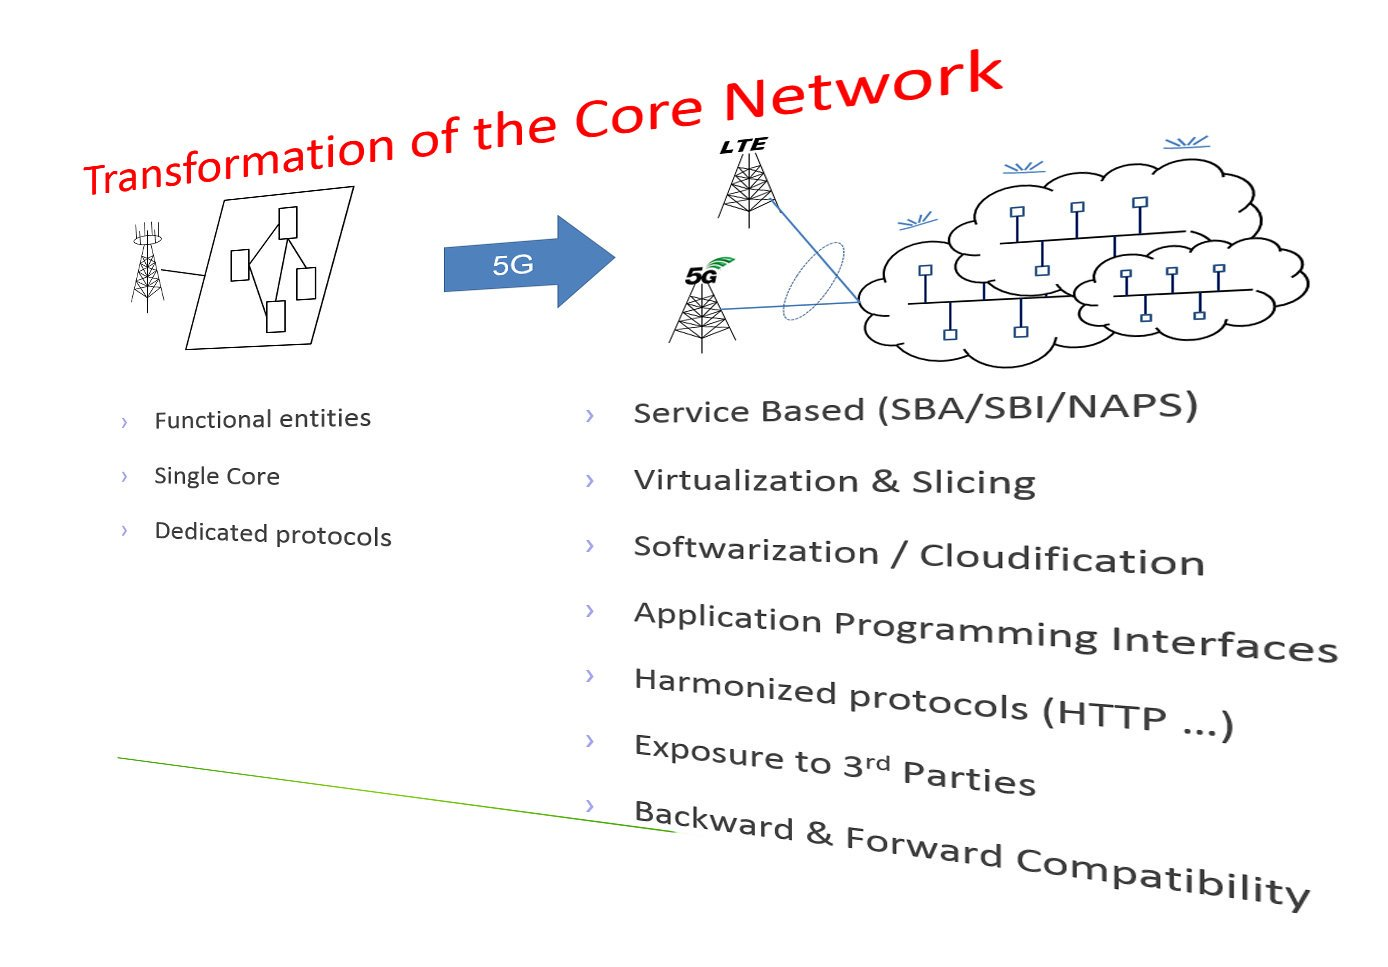 Transformation of the Core Network
LTE
5G
5G
› Functional entities
› Single Core
› Dedicated protocols
› Service Based (SBA/SBI/NAPS)
› Virtualization & Slicing
› Softwarization / Cloudification
› Application Programming Interfaces
› Harmonized protocols (HTTP ...)
› Exposure to 3rd Parties
› Backward & Forward Compatibility